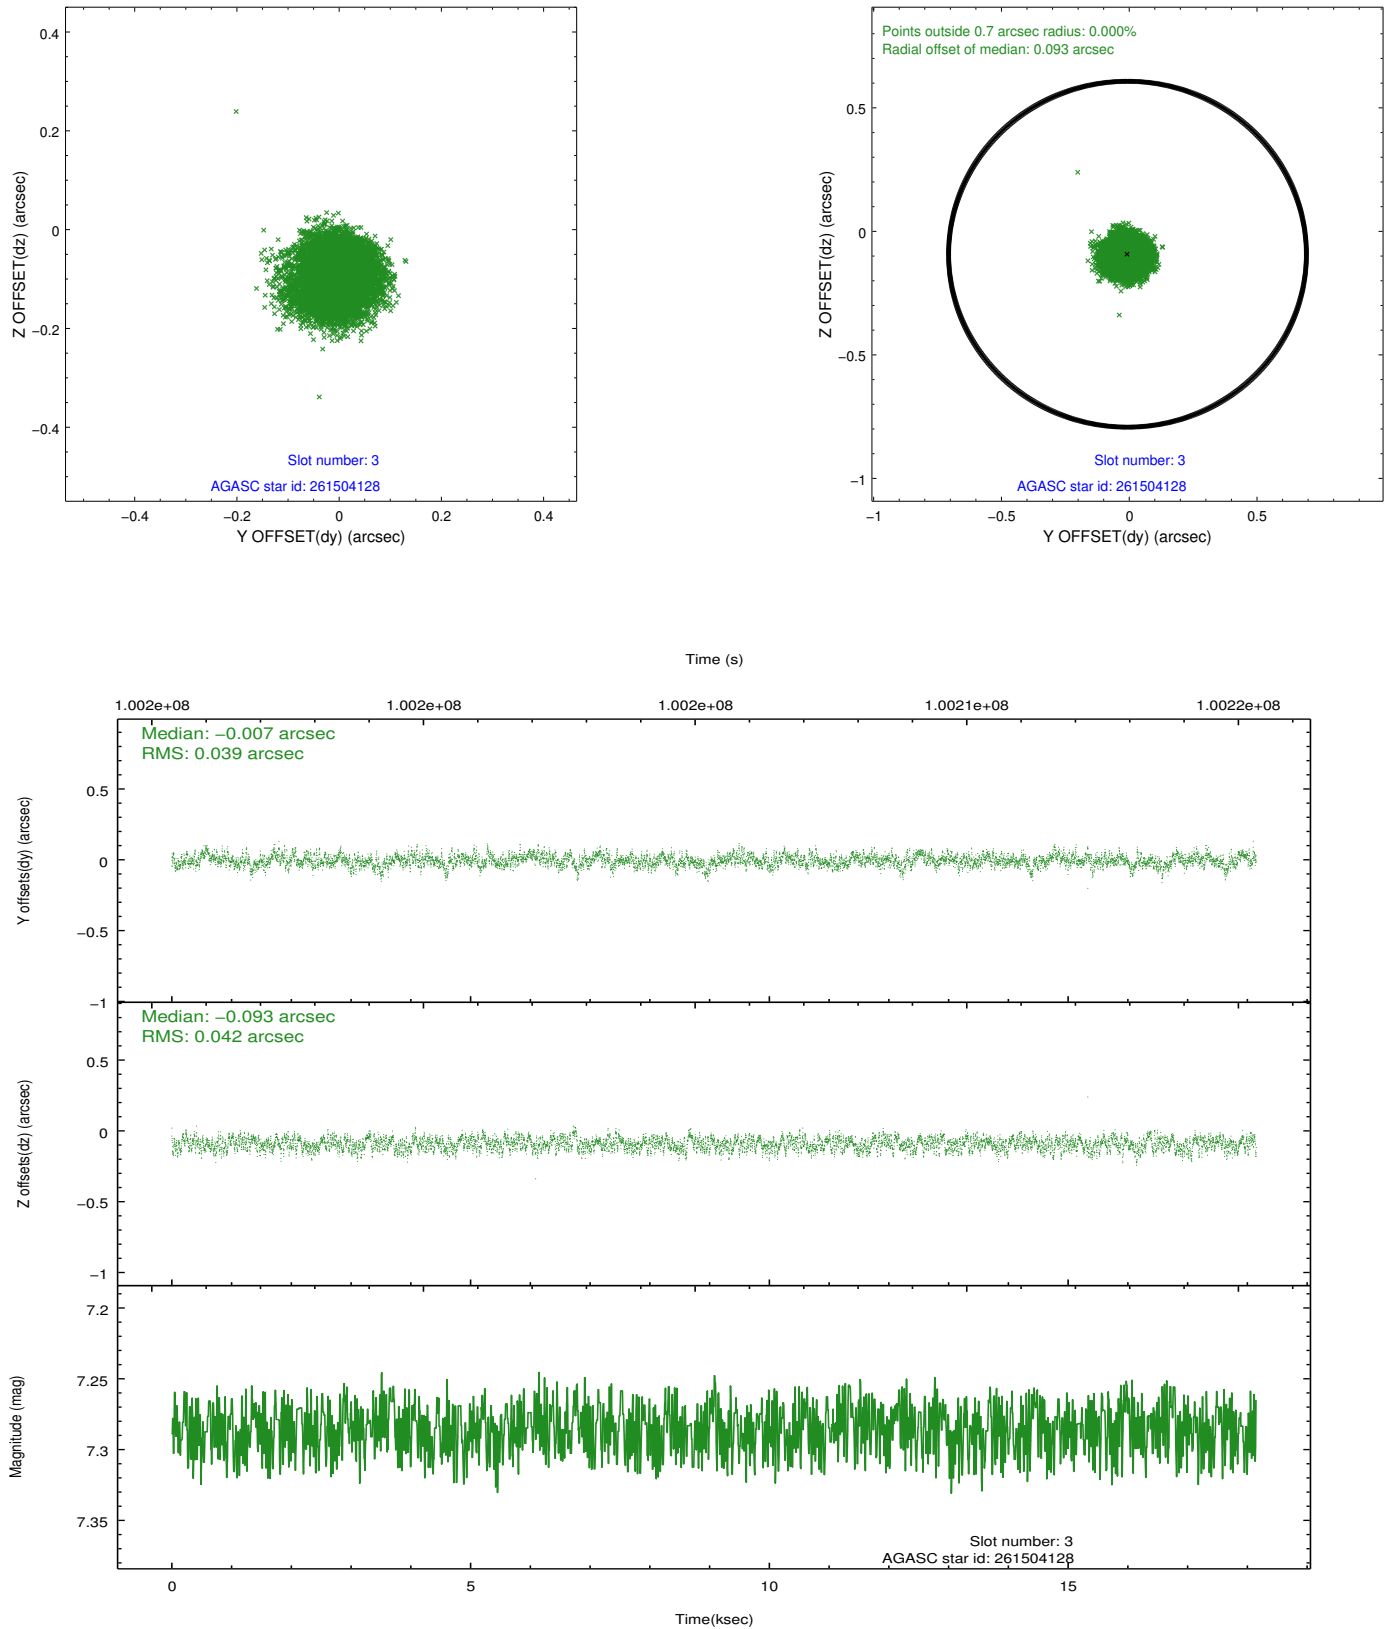 0.4
0.2
0
−0.2
−0.4
Z OFFSET(dz) (arcsec)
Slot number: 3
AGASC star id: 261504128
−0.4 −0.2 0 0.2 0.4
Y OFFSET(dy) (arcsec)
Points outside 0.7 arcsec radius: 0.000%
Radial offset of median: 0.093 arcsec
0.5
0
−0.5
−1
Z OFFSET(dz) (arcsec)
Slot number: 3
AGASC star id: 261504128
−1 −0.5 0 0.5
Y OFFSET(dy) (arcsec)
Time (s)
1.002e+08 1.002e+08 1.002e+08 1.0021e+08 1.0022e+08
Median: −0.007 arcsec
RMS: 0.039 arcsec
0.5
0
−0.5
−1
Y offsets(dy) (arcsec)
Median: −0.093 arcsec
RMS: 0.042 arcsec
0.5
0
−0.5
−1
Z offsets(dz) (arcsec)
7.2
7.25
7.3
7.35
Magnitude (mag)
Slot number: 3
AGASC star id: 261504128
0 5 10 15
Time(ksec)